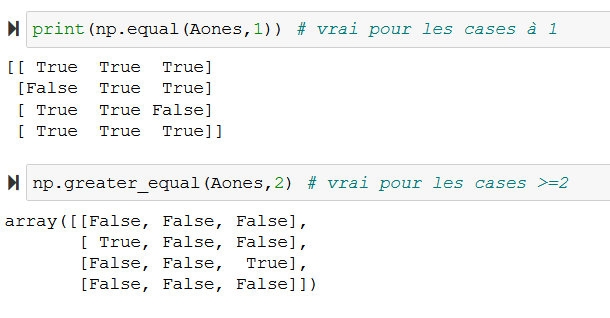 print(np.equal(Aones,1)) # vrai pour les cases à 1
[[ True  True  True]
 [False  True  True]
 [ True  True False]
 [ True  True  True]]
np.greater_equal(Aones,2) # vrai pour les cases >=2
array([[False, False, False],
       [ True, False, False],
       [False, False,  True],
       [False, False, False]])